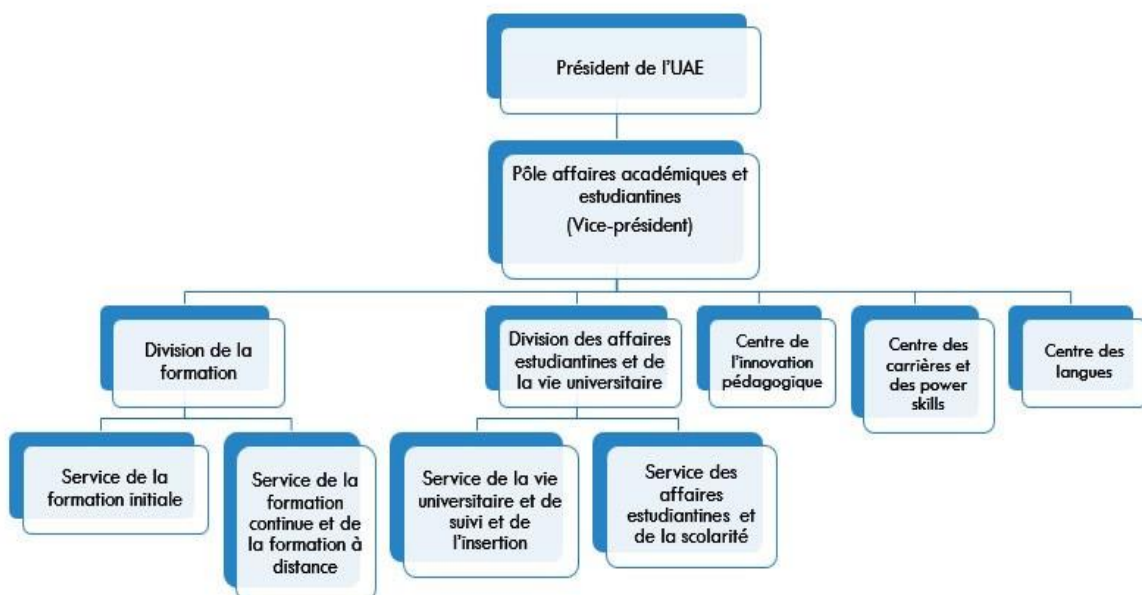 Président de l'UAE
Pôle affaires académiques et
estudiantines
(Vice-président)
Division de la
formation
Division des affaires
estudiantines et de
la vie universitaire
Centre de
l'innovation
pédagogique
Centre des
carrières et
des power
skills
Centre des
langues
Service de la
formation initiale
Service de la
formation
continue et de
la formation à
distance
Service de la vie
universitaire et de
suivi et de
l'insertion
Service des
affaires
estudiantines et
de la scolarité